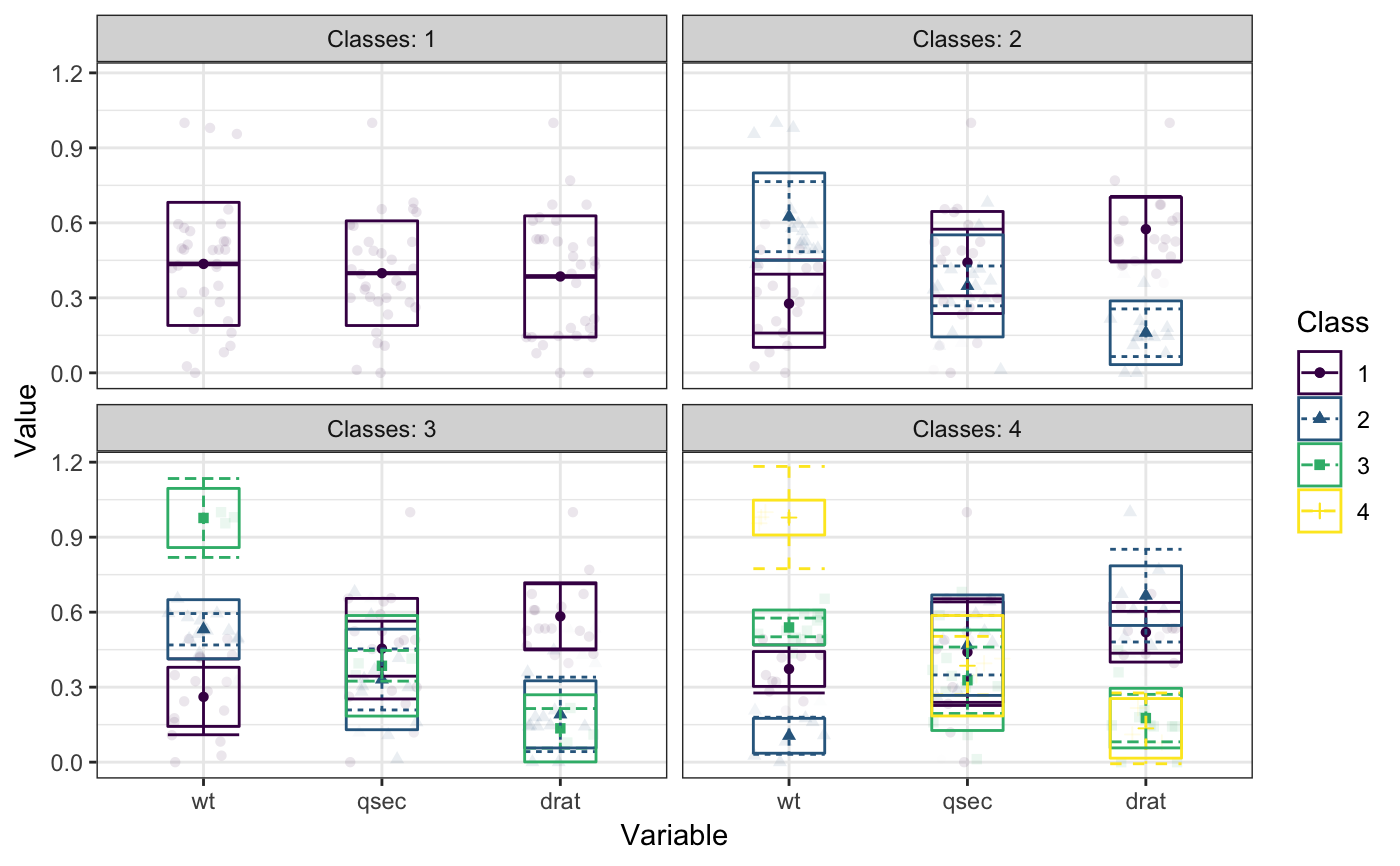 Classes: 1
Classes: 2
1.2
0.9
0.6
0.3
0.0
Classes: 3
Classes: 4
1.2
0.9
0.6
0.3
0.0
wt
qsec
drat
wt
qsec
drat
Variable
Value
Class
1
2
3
4